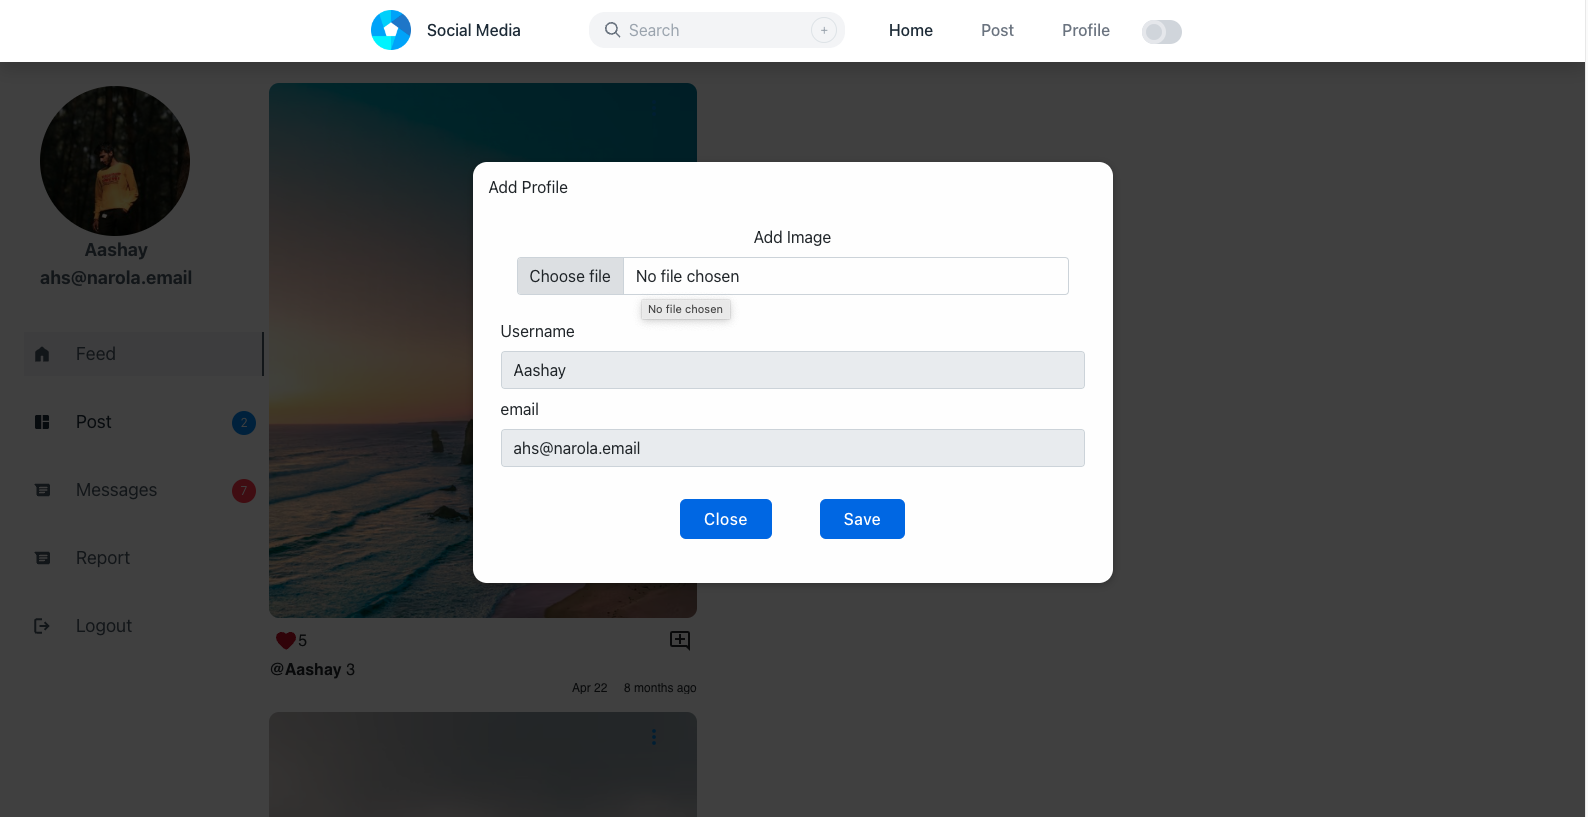 Social Media
Search
+
Home
Post
Profile
Aashay
ahs@narola.email
Feed
Post
2
Messages
7
Report
Logout
Add Profile
Add Image
Choose file
No file chosen
No file chosen
Username
Aashay
email
ahs@narola.email
Close
Save
5
@Aashay 3
Apr 22
8 months ago